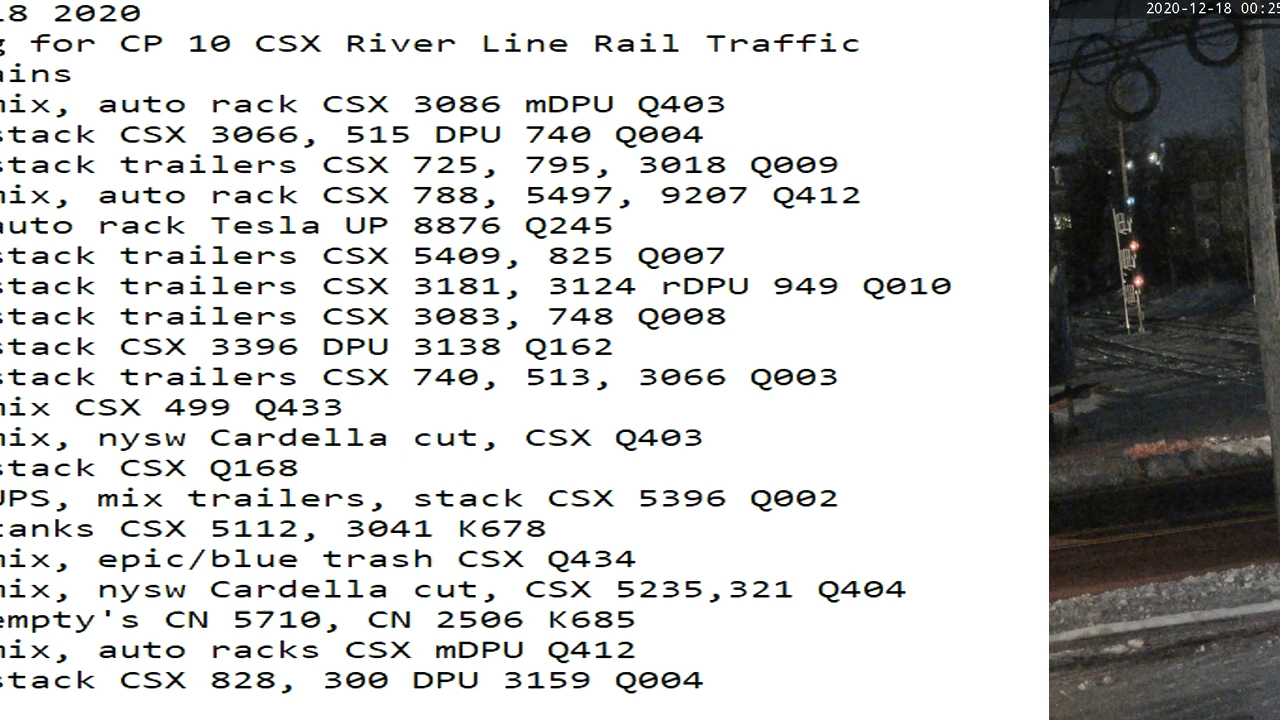 18 2020
for CP 10 CSX River Line Rail Traffic
mix, auto rack CSX 3086 mDPU Q403
stack CSX 3066, 515 DPU 740 Q004
stack trailers CSX 725, 795, 3018 Q009
mix, auto rack CSX 788, 5497, 9207 Q412
auto rack Tesla UP 8876 Q245
stack trailers CSX 5409, 825 Q007
stack trailers CSX 3181, 3124 rDPU 949 Q010
stack trailers CSX 3083, 748 Q008
stack CSX 3396 DPU 3138 Q162
stack trailers CSX 740, 513, 3066 Q003
mix CSX 499 Q433
mix, nysw Cardella cut, CSX Q403
stack CSX Q168
UPS, mix trailers, stack CSX 5396 Q002
tanks CSX 5112, 3041 K678
mix, epic/blue trash CSX Q434
mix, nysw Cardella cut, CSX 5235,321 Q404
empty's CN 5710, CN 2506 K685
mix, auto racks CSX mDPU Q412
stack CSX 828, 300 DPU 3159 Q004
2020-12-18 00:25